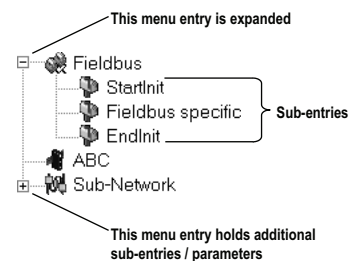 This menu entry is expanded
Fieldbus
StartInit
Fieldbus specific
Sub-entries
EndInit
ABC
Sub-Network
This menu entry holds additional
sub-entries / parameters